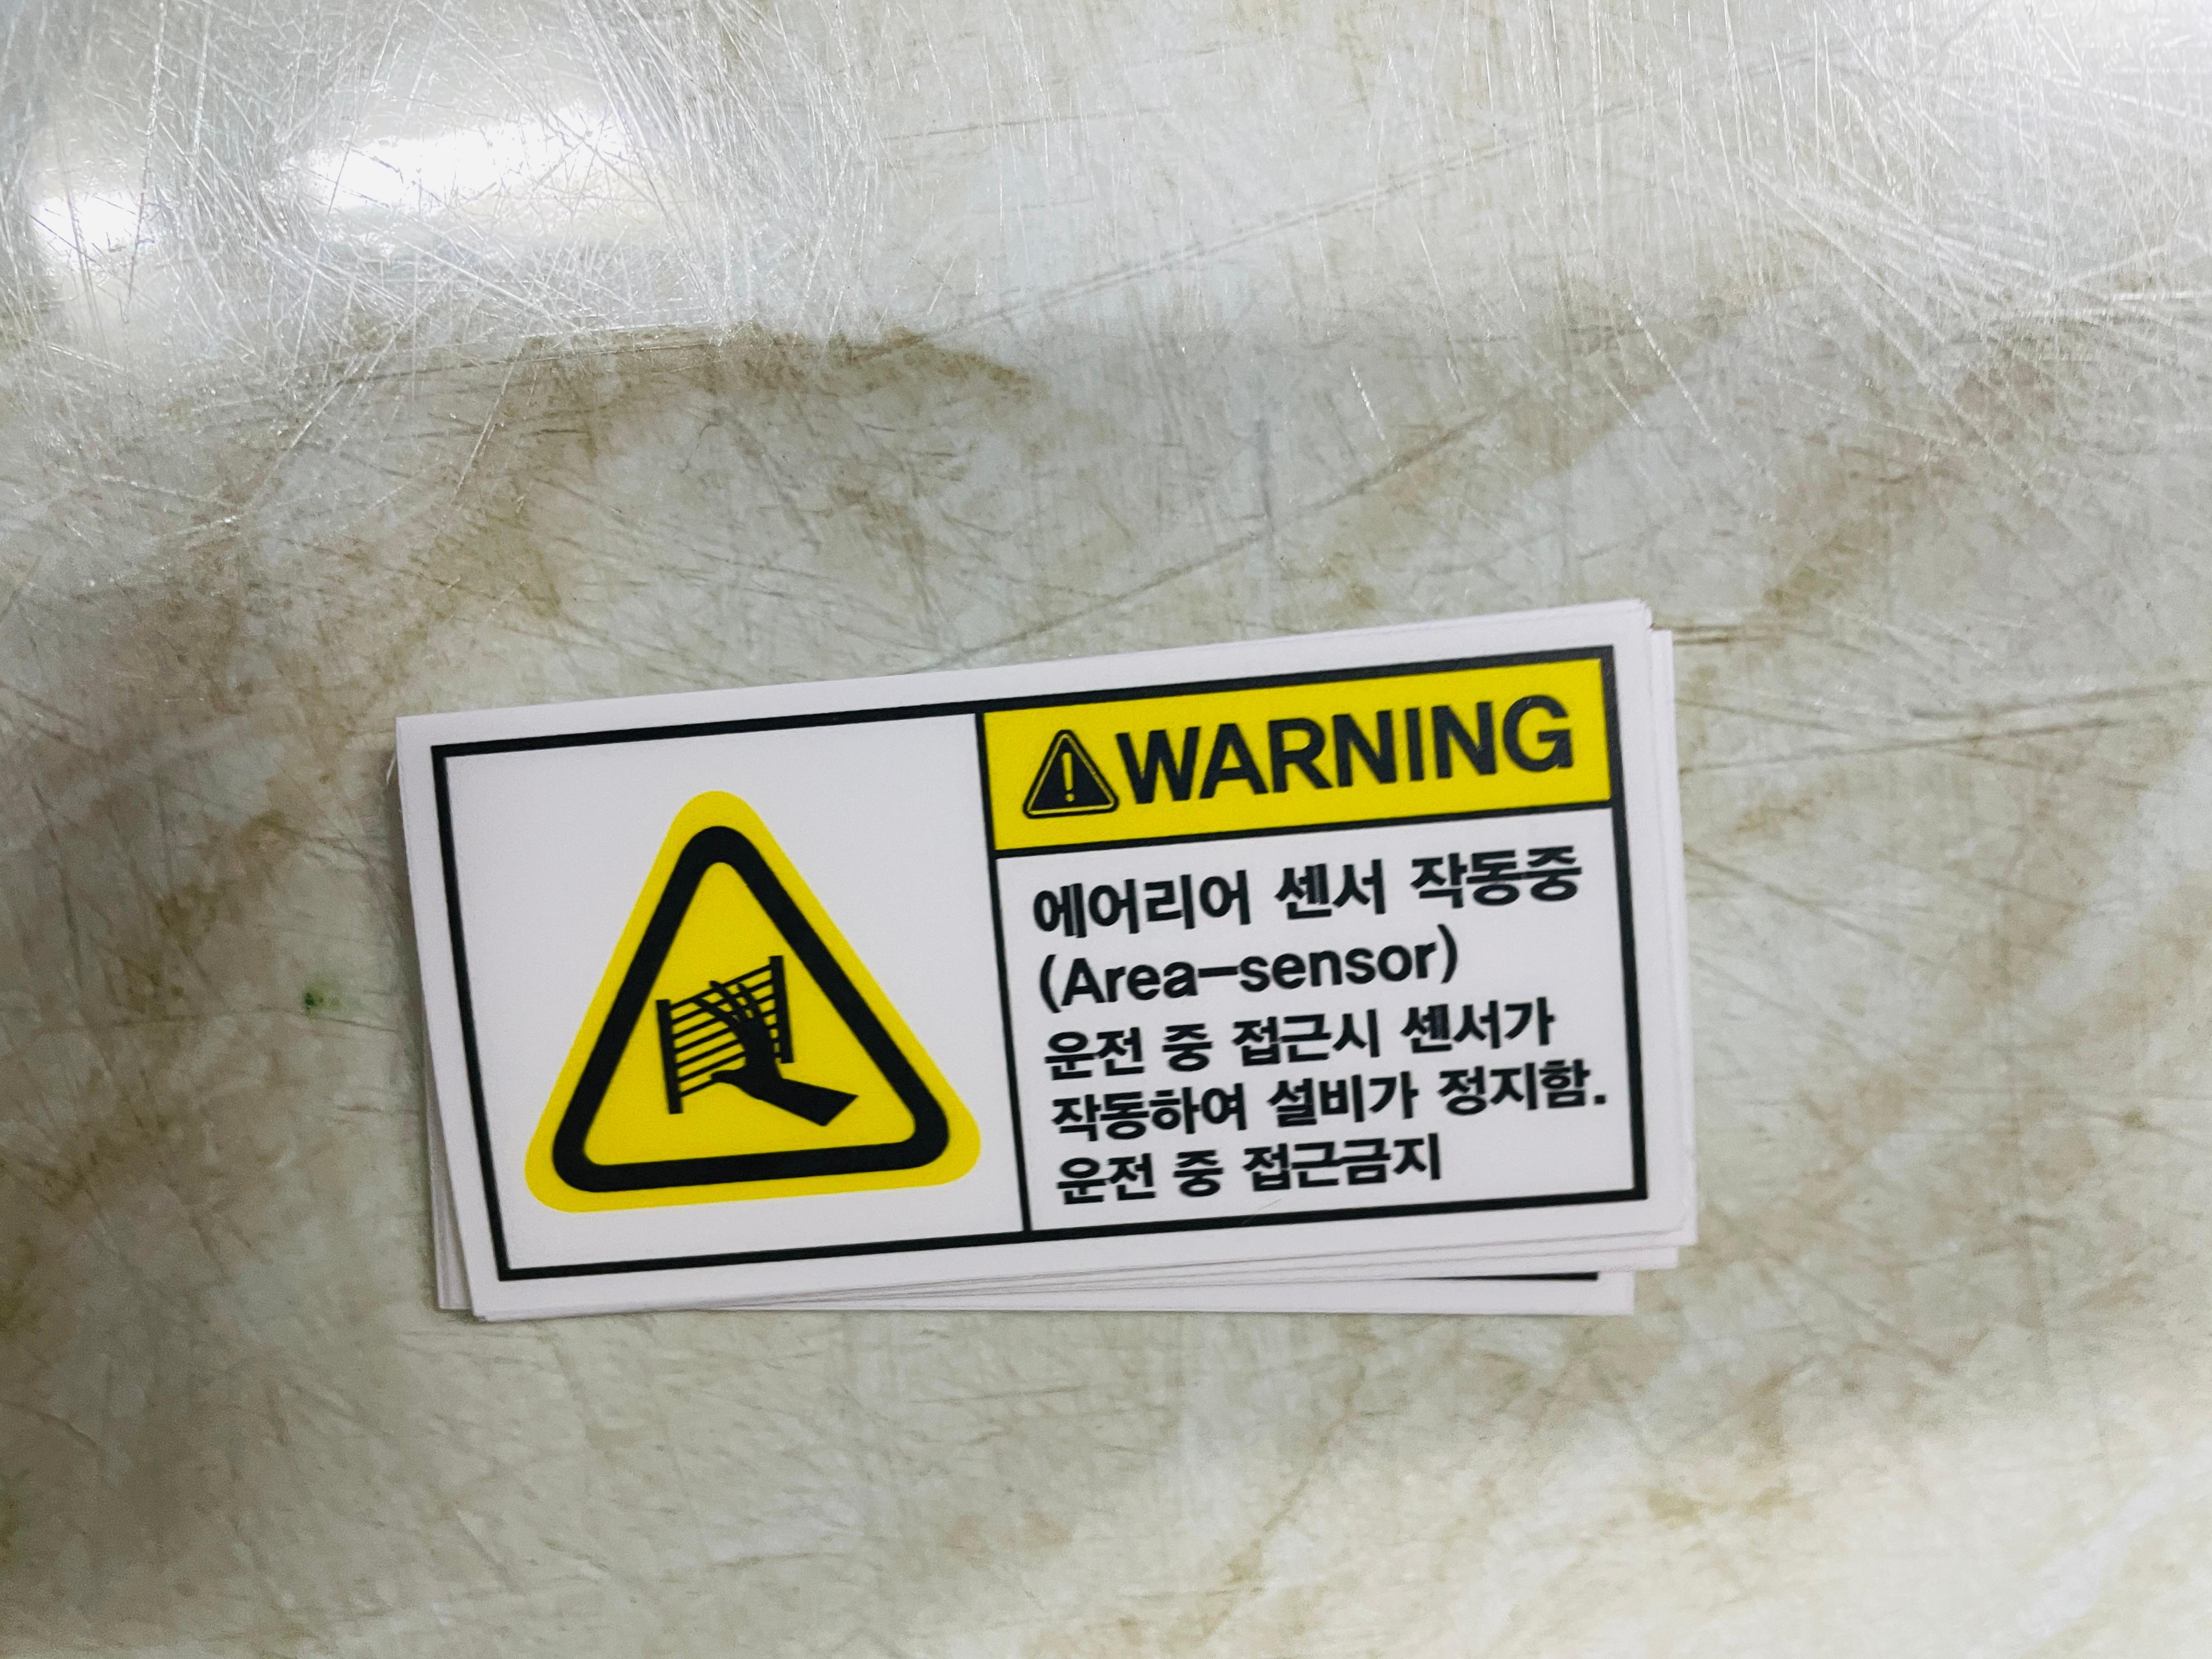 WARNING
에어리어 센서 작동중
(Area-sensor)
운전 중 접근시 센서가
작동하여 설비가 정지함.
운전 중 접근금지